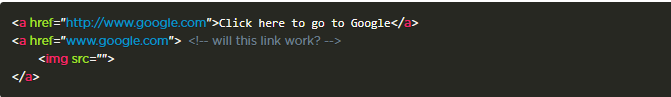 <a href="http://www.google.com">Click here to go to Google</a>
<a href="www.google.com"> <!-- will this link work? -->
<img src="">
</a>